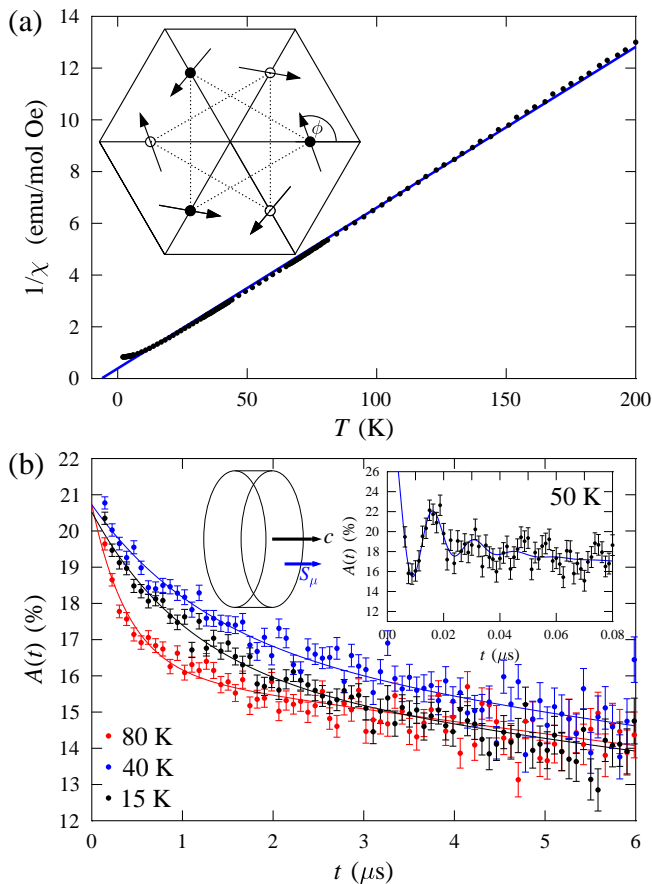 (a)
14
12
10
8
6
4
2
0
1/χ (emu/mol Oe)
ϕ
0
50
100
150
200
T (K)
(b)
22
21
20
19
18
17
16
15
14
13
12
A(t) (%)
c
S_μ
80 K
40 K
15 K
0
1
2
3
4
5
6
t (μs)
26
24
22
20
18
16
14
12
A(t) (%)
50 K
0.0
0.02
0.04
0.06
0.08
t (μs)